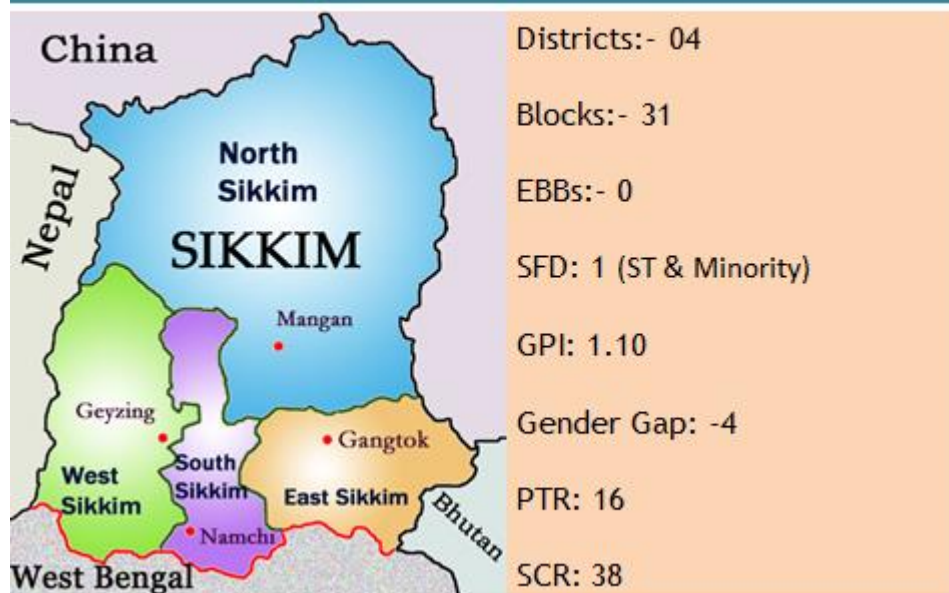 China
Nepal
North
Sikkim
SIKKIM
Mangan
Geyzing
Gangtok
West
Sikkim
South
Sikkim
East Sikkim
Namchi
Bhutan
West Bengal
Districts:- 04
Blocks:- 31
EBBs:- 0
SFD: 1 (ST & Minority)
GPI: 1.10
Gender Gap: -4
PTR: 16
SCR: 38